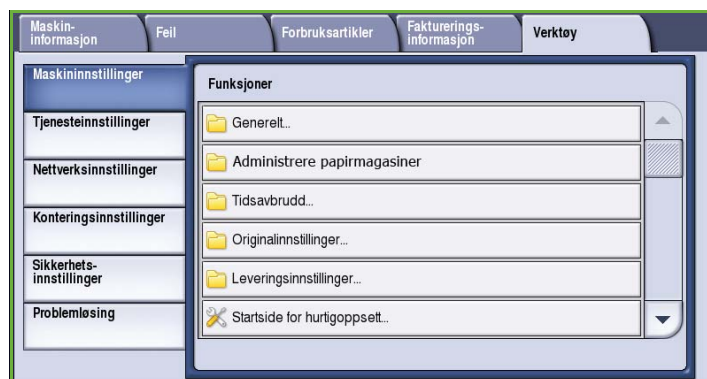 Maskin-
informasjon
Feil
Forbruksartikler
Fakturerings-
informasjon
Verktøy
Maskininnstillinger
Tjenesteinnstillinger
Nettverksinnstillinger
Konteringsinnstillinger
Sikkerhets-
innstillinger
Problemløsing
Funksjoner
Generelt...
Administrere papirmagasiner
Tidsavbrudd...
Originalinnstillinger...
Leveringsinnstillinger...
Startside for hurtigoppsett...